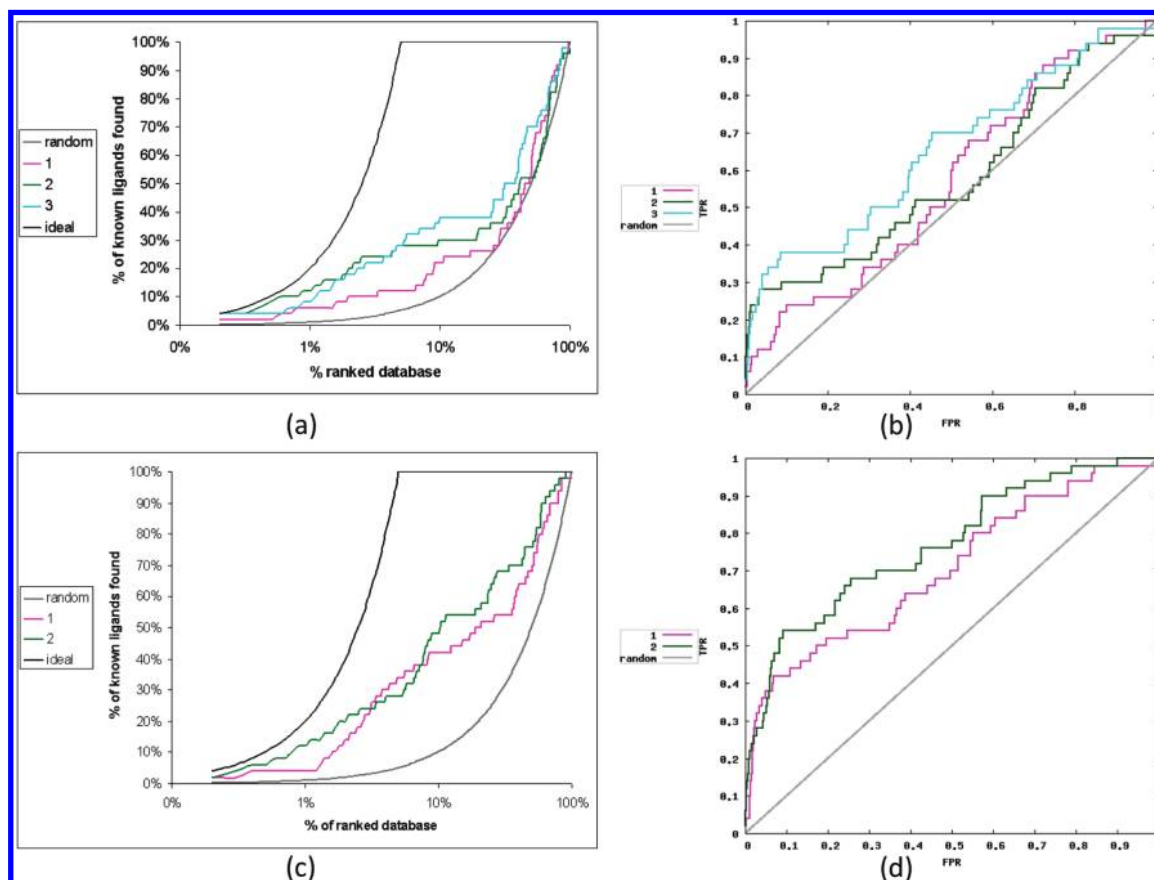 100%
90%
80%
70%
60%
50%
40%
30%
20%
10%
0%
% of known ligands found
0% 1% 10% 100%
% ranked database
random
1
2
3
ideal
(a)
1
0.9
0.8
0.7
0.6
0.5
0.4
0.3
0.2
0.1
0
TPR
0 0.2 0.4 0.6 0.8
FPR
1
2
3
random
(b)
100%
90%
80%
70%
60%
50%
40%
30%
20%
10%
0%
% of known ligands found
0% 1% 10% 100%
% of ranked database
random
1
2
ideal
(c)
1
0.9
0.8
0.7
0.6
0.5
0.4
0.3
0.2
0.1
0
TPR
0 0.1 0.2 0.3 0.4 0.5 0.6 0.7 0.8 0.9
FPR
1
2
random
(d)